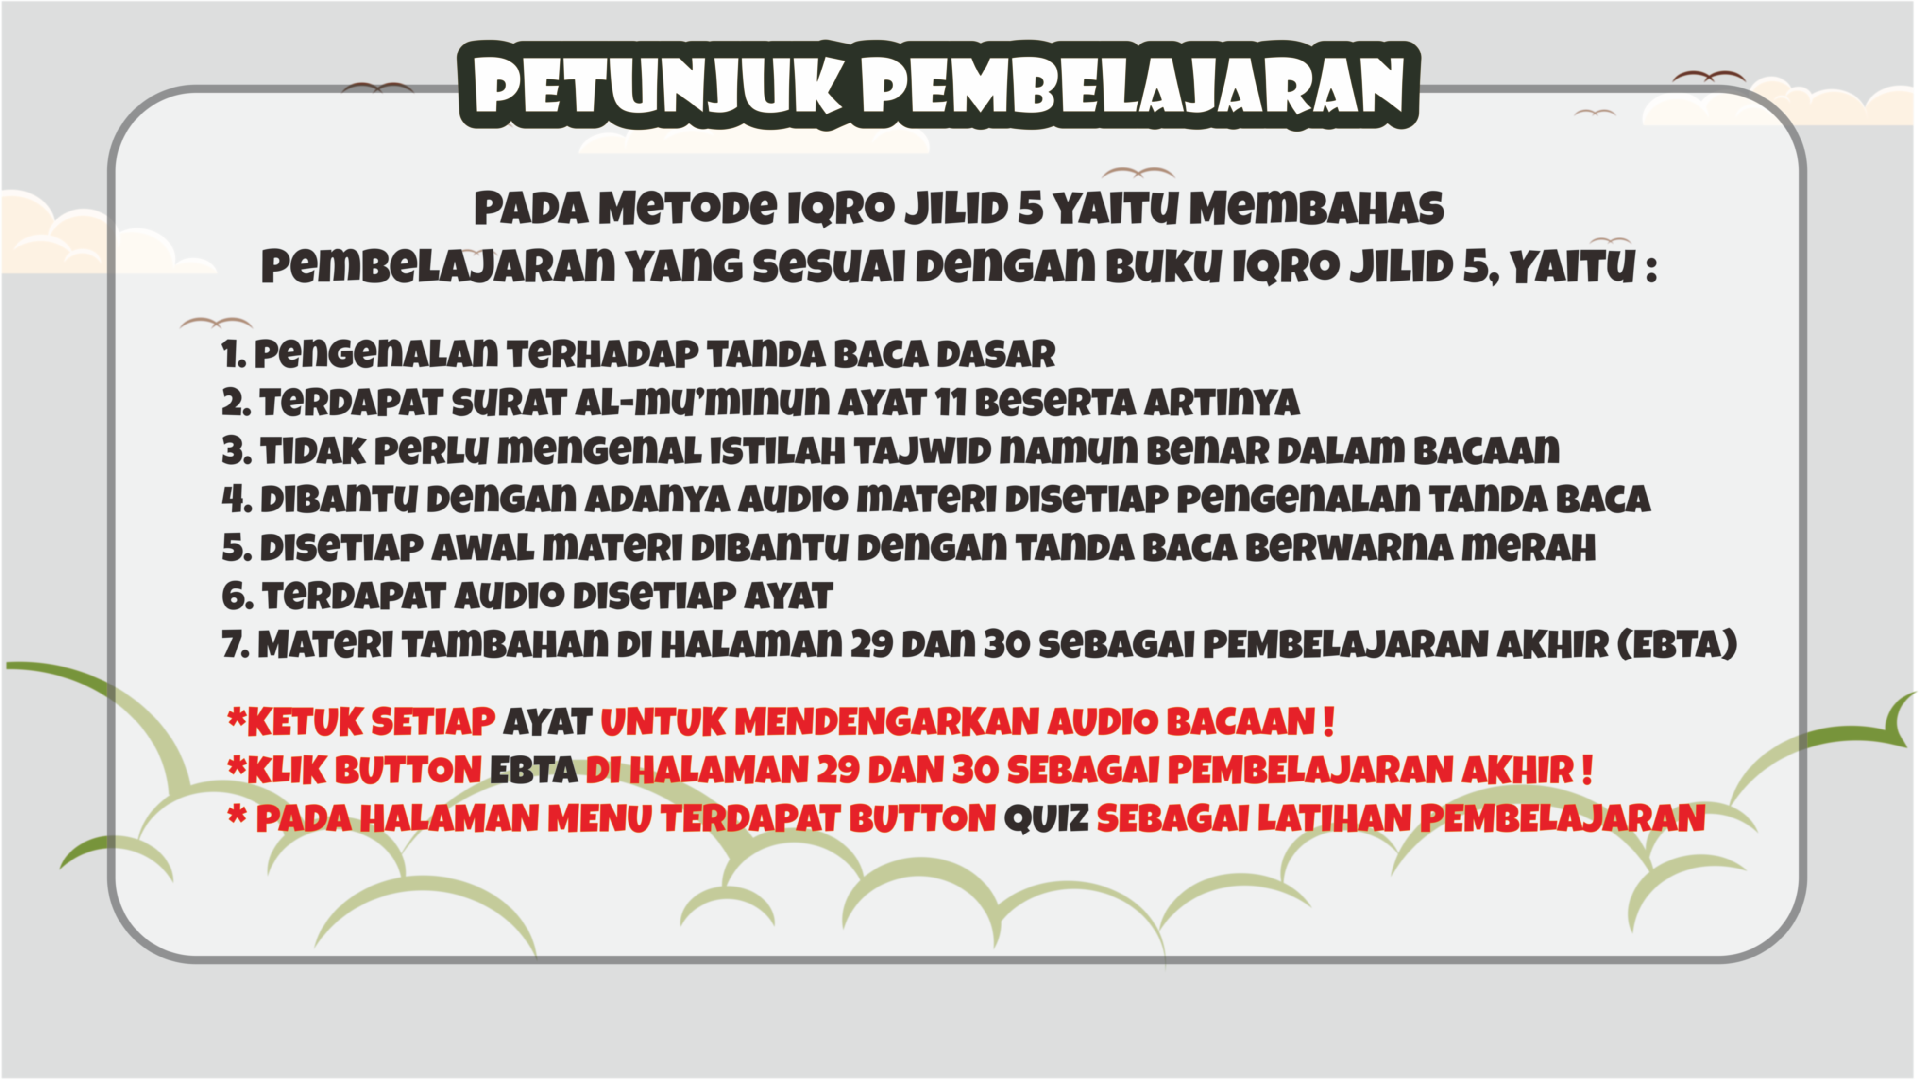 PETUNJUK PEMBELAJARAN
PADA METODE IQRO JILID 5 YAITU MEMBAHAS
PEMBELAJARAN YANG SESUAI DENGAN BUKU IQRO JILID 5, YAITU :
1. PENGENALAN TERHADAP TANDA BACA DASAR
2. TERDAPAT SURAT AL-MU’MINUN AYAT 11 BESERTA ARTINYA
3. TIDAK PERLU MENGENAL ISTILAH TAJWID NAMUN BENAR DALAM BACAAN
4. DIBANTU DENGAN ADANYA AUDIO MATERI DISETIAP PENGENALAN TANDA BACA
5. DISETIAP AWAL MATERI DIBANTU DENGAN TANDA BACA BERWARNA MERAH
6. TERDAPAT AUDIO DISETIAP AYAT
7. MATERI TAMBAHAN DI HALAMAN 29 DAN 30 SEBAGAI PEMBELAJARAN AKHIR (EBTA)
*KETUK SETIAP AYAT UNTUK MENDENGARKAN AUDIO BACAAN !
*KLIK BUTTON EBTA DI HALAMAN 29 DAN 30 SEBAGAI PEMBELAJARAN AKHIR !
* PADA HALAMAN MENU TERDAPAT BUTTON QUIZ SEBAGAI LATIHAN PEMBELAJARAN